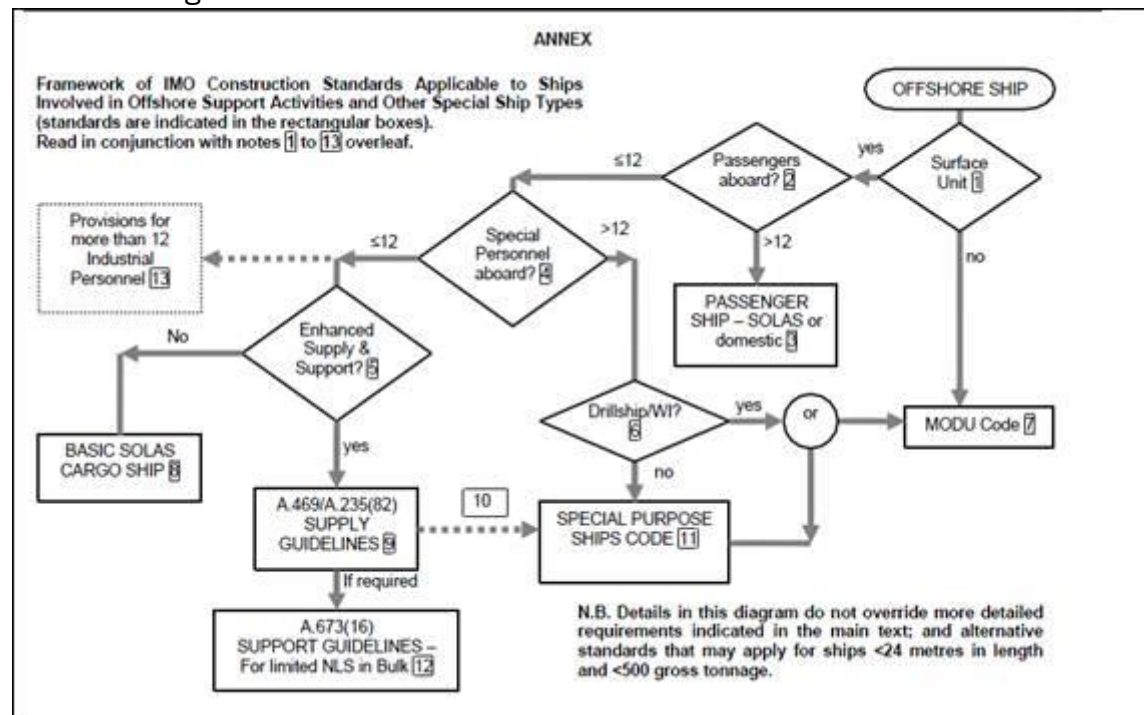 ANNEX
Framework of IMO Construction Standards Applicable to Ships
Involved in Offshore Support Activities and Other Special Ship Types
(standards are indicated in the rectangular boxes).
Read in conjunction with notes 1 to 13 overleaf.
OFFSHORE SHIP
Surface
Unit 1
yes
no
Passengers
aboard? 2
≤12
>12
PASSENGER
SHIP – SOLAS or
domestic 3
Special
Personnel
aboard? 4
≤12
>12
Provisions for
more than 12
Industrial
Personnel 13
Enhanced
Supply &
Support? 5
No
yes
BASIC SOLAS
CARGO SHIP 8
Drillship/WI?
6
yes
no
or
MODU Code 7
A.469/A.235(82)
SUPPLY
GUIDELINES 9
10
SPECIAL PURPOSE
SHIPS CODE 11
If required
A.673(16)
SUPPORT GUIDELINES –
For limited NLS in Bulk 12
N.B. Details in this diagram do not override more detailed
requirements indicated in the main text; and alternative
standards that may apply for ships <24 metres in length
and <500 gross tonnage.